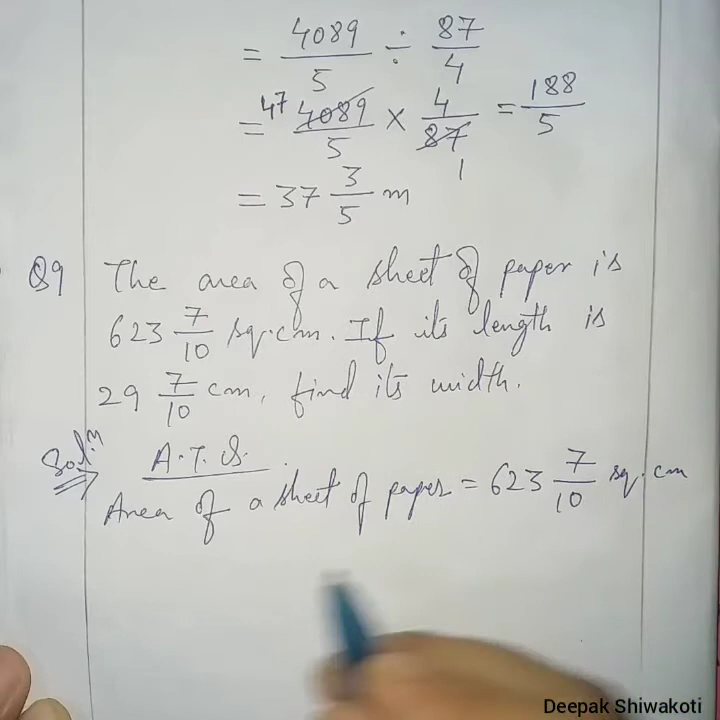 = 4089/5 ÷ 87/4
= 47 4089/5 × 4/87 1 = 188/5
= 37 3/5 m
Q9 The area of a sheet of paper is
623 7/10 sq.cm. If its length is
29 7/10 cm, find its width.
Sol.n A.T.S.
Area of a sheet of paper = 623 7/10 sq.cm
Deepak Shiwakoti